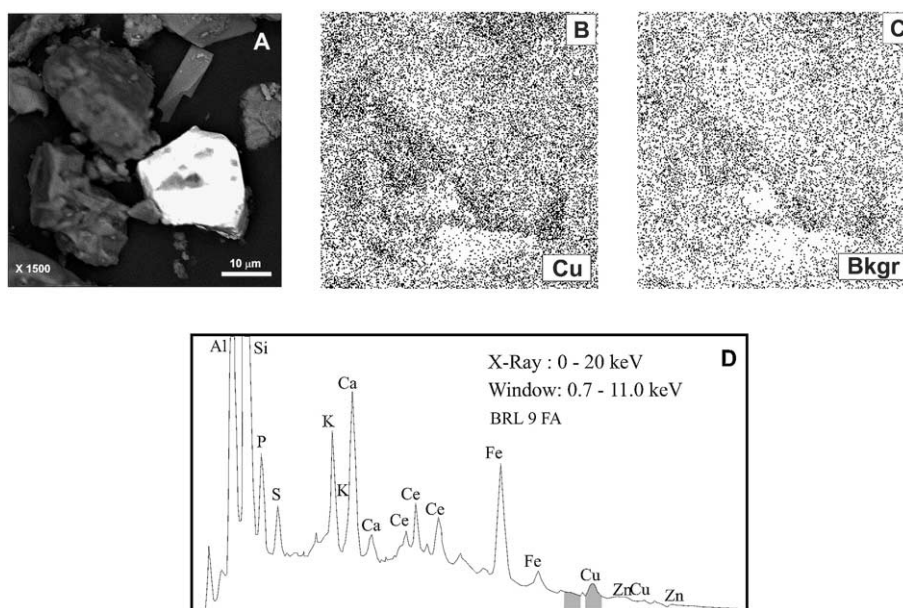 A
X 1500
10 µm
B
Cu
C
Bkgr
D
X-Ray : 0 - 20 keV
Window: 0.7 - 11.0 keV
BRL 9 FA
Al
Si
P
S
K
K
Ca
Ca
Ce
Ce
Ce
Fe
Fe
Cu
Zn
Cu
Zn